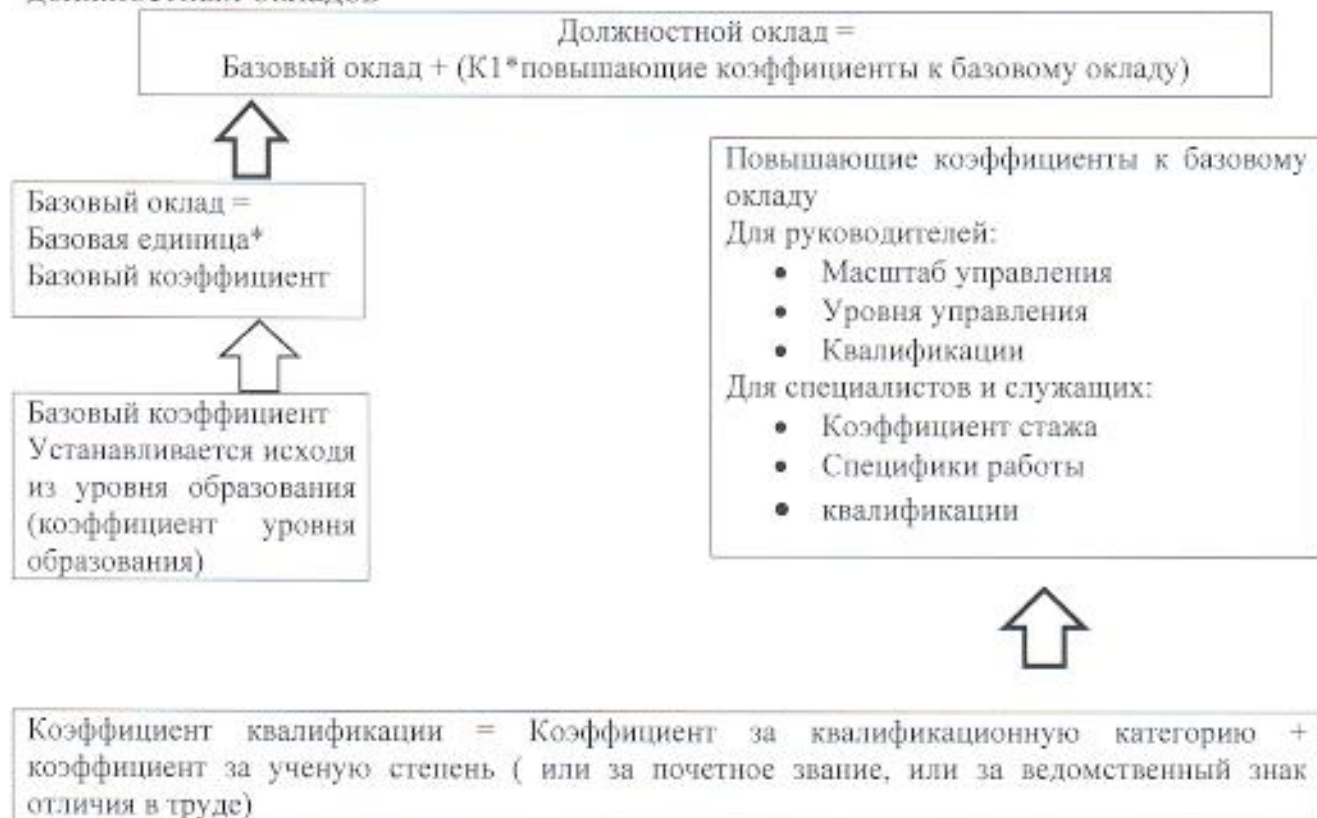 Должностной оклад =
Базовый оклад + (К1*повышающие коэффициенты к базовому окладу)
Базовый оклад =
Базовая единица*
Базовый коэффициент
Базовый коэффициент
Устанавливается исходя
из уровня образования
(коэффициент уровня
образования)
Повышающие коэффициенты к базовому
окладу
Для руководителей:
• Масштаб управления
• Уровня управления
• Квалификации
Для специалистов и служащих:
• Коэффициент стажа
• Специфики работы
• квалификации
Коэффициент квалификации = Коэффициент за квалификационную категорию +
коэффициент за ученую степень ( или за почетное звание, или за ведомственный знак
отличия в труде)